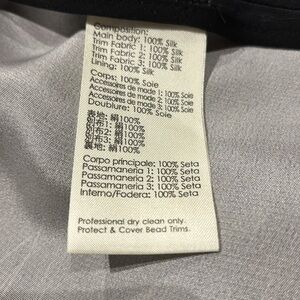 Composition:
Main body: 100% Silk
Trim Fabric 1: 100% Silk
Trim Fabric 2: 100% Silk
Trim Fabric 3: 100% Silk
Lining: 100% Silk
Corps: 100% Soie
Accessoires de mode 1: 100% Soie
Accessoires de mode 2: 100% Soie
Accessoires de mode 3: 100% Soie
Doublure: 100% Soie
表地: 絹100%
別布1: 絹100%
別布2: 絹100%
別布3: 絹100%
裏地: 絹100%
Corpo principale: 100% Seta
Passamaneria 1: 100% Seta
Passamaneria 2: 100% Seta
Passamaneria 3: 100% Seta
Interno/Fodera: 100% Seta
Professional dry clean only.
Protect & Cover Bead Trims.